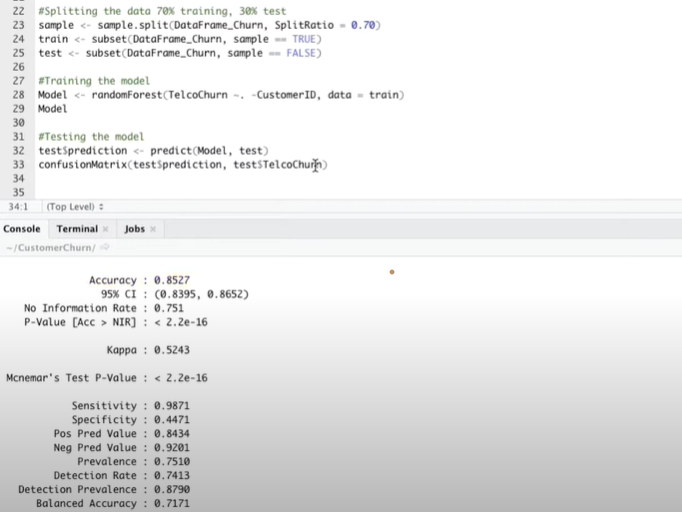 22 #Splitting the data 70% training, 30% test
23 sample <- sample.split(DataFrame_Churn, SplitRatio = 0.70)
24 train <- subset(DataFrame_Churn, sample == TRUE)
25 test <- subset(DataFrame_Churn, sample == FALSE)
26
27 #Training the model
28 Model <- randomForest(TelcoChurn ~. -CustomerID, data = train)
29 Model
30
31 #Testing the model
32 test$prediction <- predict(Model, test)
33 confusionMatrix(test$prediction, test$TelcoChurn)
34
35
34:1 (Top Level)
Console Terminal Jobs
~/CustomerChurn/
Accuracy : 0.8527
95% CI : (0.8395, 0.8652)
No Information Rate : 0.751
P-Value [Acc > NIR] : < 2.2e-16
Kappa : 0.5243
Mcnemar's Test P-Value : < 2.2e-16
Sensitivity : 0.9871
Specificity : 0.4471
Pos Pred Value : 0.8434
Neg Pred Value : 0.9201
Prevalence : 0.7510
Detection Rate : 0.7413
Detection Prevalence : 0.8790
Balanced Accuracy : 0.7171